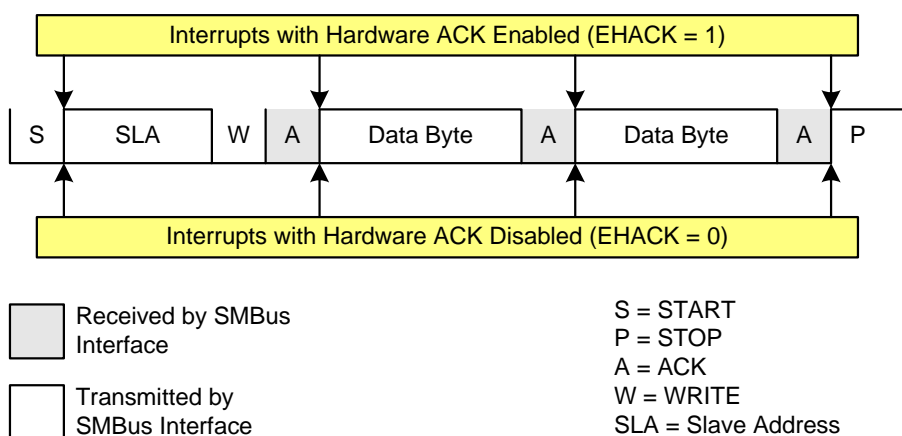 Interrupts with Hardware ACK Enabled (EHACK = 1)
S SLA W A Data Byte A Data Byte A P
Interrupts with Hardware ACK Disabled (EHACK = 0)
Received by SMBus
Interface
Transmitted by
SMBus Interface
S = START
P = STOP
A = ACK
W = WRITE
SLA = Slave Address